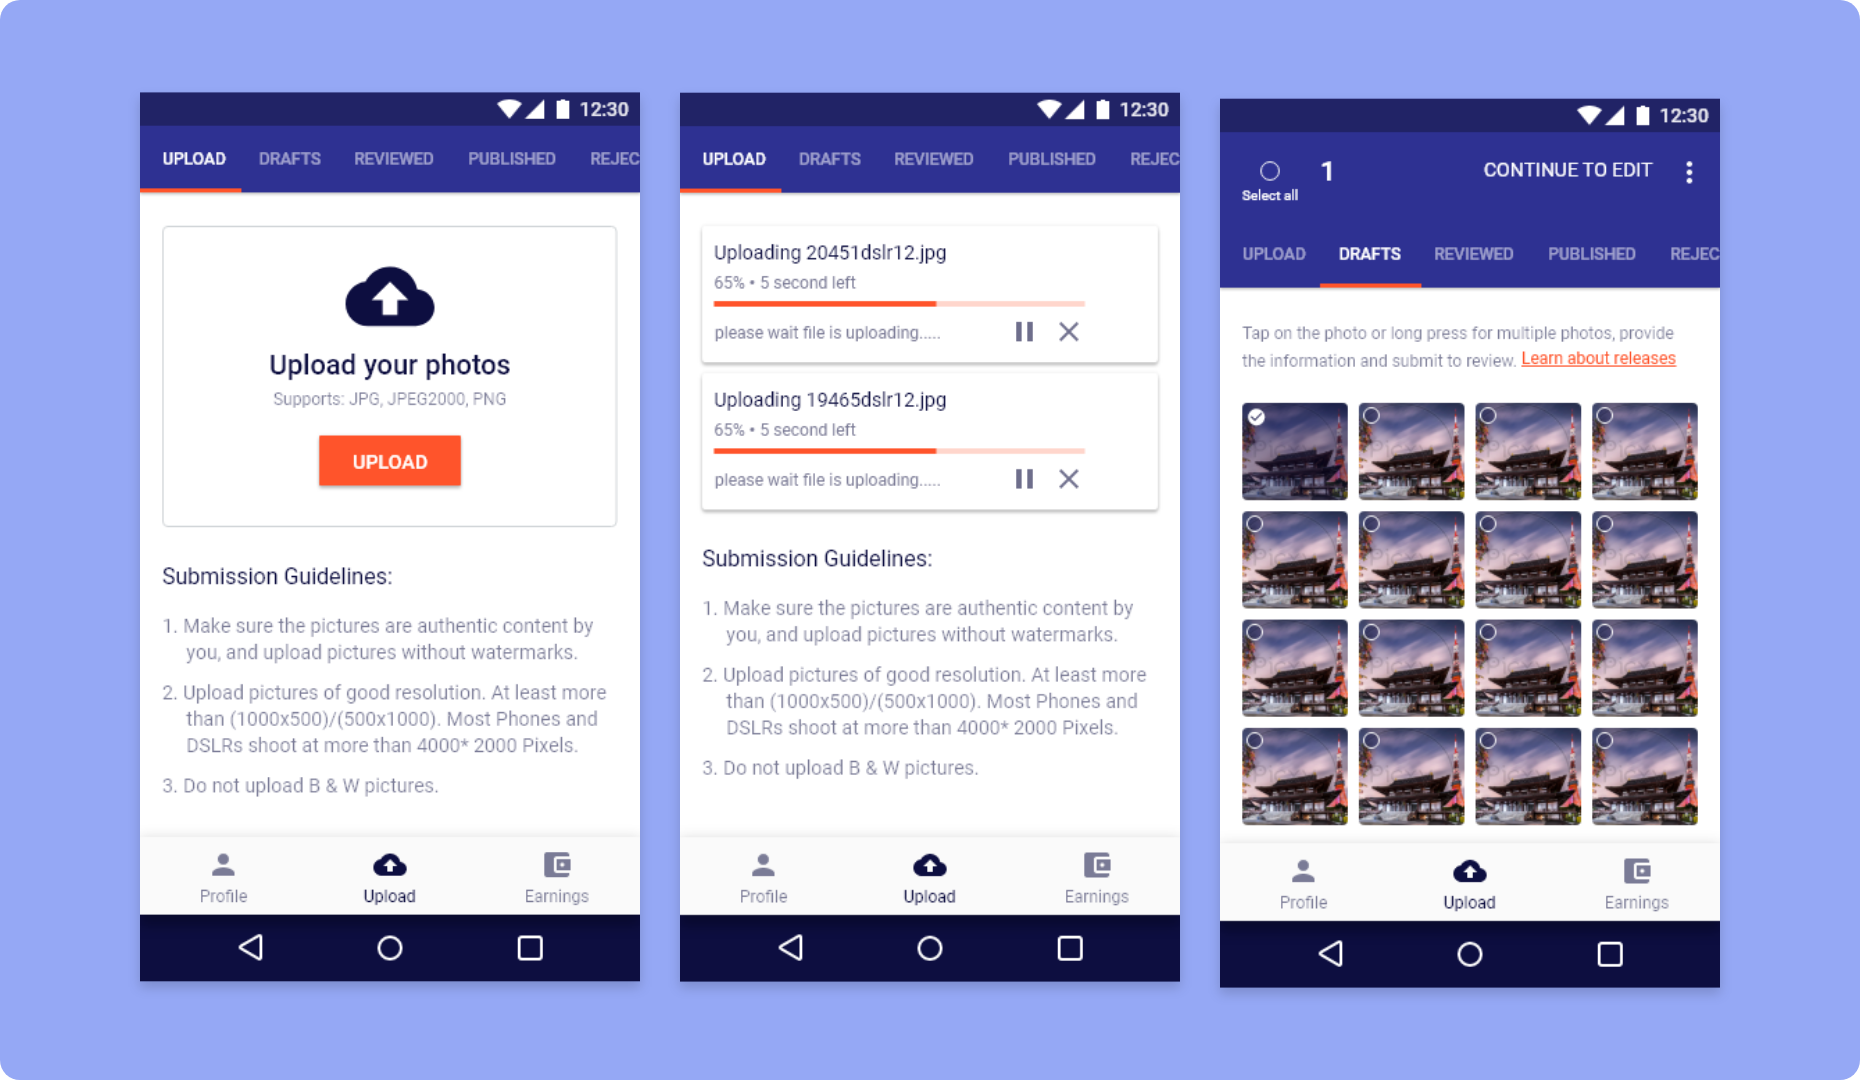 12:30
UPLOAD DRAFTS REVIEWED PUBLISHED REJEC
Upload your photos
Supports: JPG, JPEG2000, PNG
UPLOAD
Submission Guidelines:
1. Make sure the pictures are authentic content by
you, and upload pictures without watermarks.
2. Upload pictures of good resolution. At least more
than (1000x500)/(500x1000). Most Phones and
DSLRs shoot at more than 4000* 2000 Pixels.
3. Do not upload B & W pictures.
Profile Upload Earnings
12:30
UPLOAD DRAFTS REVIEWED PUBLISHED REJEC
Uploading 20451dslr12.jpg
65% • 5 second left
please wait file is uploading.....
Uploading 19465dslr12.jpg
65% • 5 second left
please wait file is uploading.....
Submission Guidelines:
1. Make sure the pictures are authentic content by
you, and upload pictures without watermarks.
2. Upload pictures of good resolution. At least more
than (1000x500)/(500x1000). Most Phones and
DSLRs shoot at more than 4000* 2000 Pixels.
3. Do not upload B & W pictures.
Profile Upload Earnings
12:30
1 CONTINUE TO EDIT
Select all
UPLOAD DRAFTS REVIEWED PUBLISHED REJEC
Tap on the photo or long press for multiple photos, provide
the information and submit to review. Learn about releases
Profile Upload Earnings